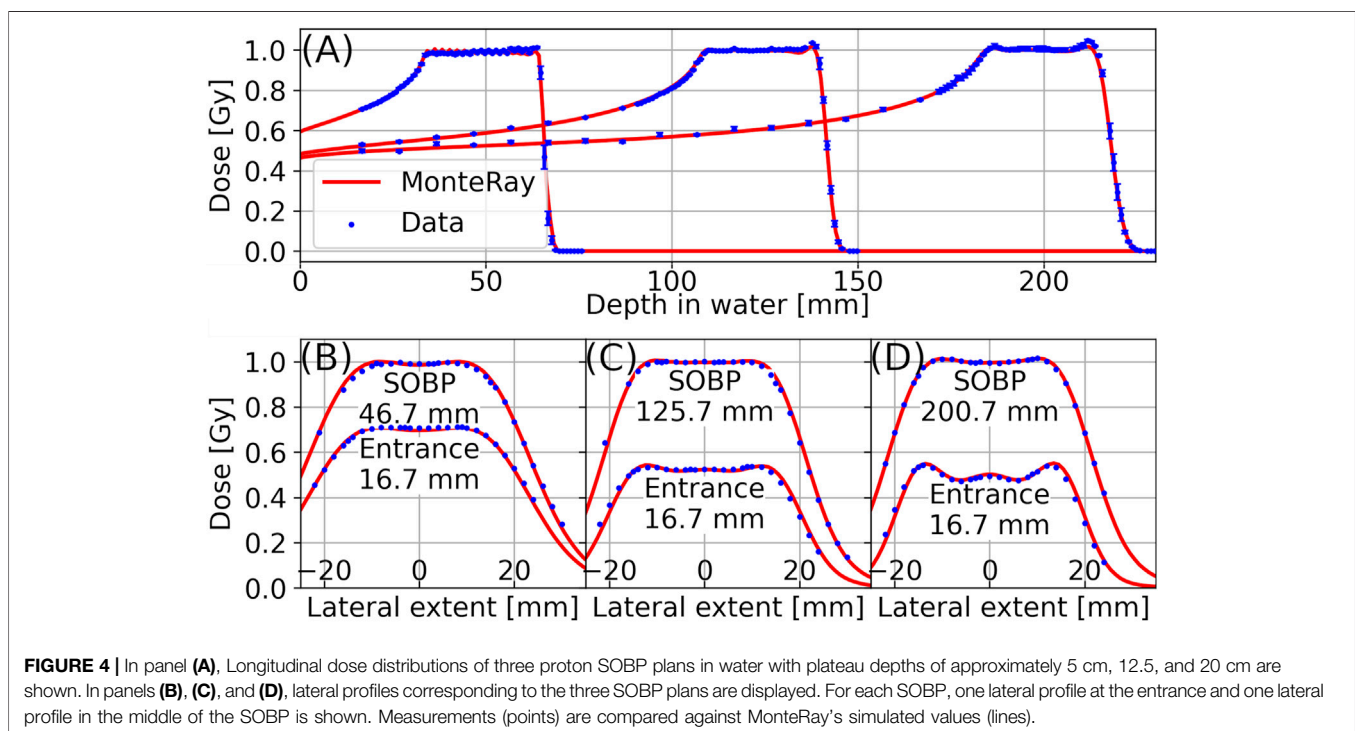 (A)
1.0
0.8
0.6
0.4
0.2
0.0
Dose [Gy]
MonteRay
Data
0 50 100 150 200
Depth in water [mm]
(B) (C) (D)
1.0
0.8
0.6
0.4
0.2
0.0
Dose [Gy]
SOBP
46.7 mm
Entrance
16.7 mm
SOBP
125.7 mm
Entrance
16.7 mm
SOBP
200.7 mm
Entrance
16.7 mm
−20 0 20 −20 0 20 −20 0 20
Lateral extent [mm] Lateral extent [mm] Lateral extent [mm]
FIGURE 4 | In panel (A), Longitudinal dose distributions of three proton SOBP plans in water with plateau depths of approximately 5 cm, 12.5, and 20 cm are
shown. In panels (B), (C), and (D), lateral profiles corresponding to the three SOBP plans are displayed. For each SOBP, one lateral profile at the entrance and one lateral
profile in the middle of the SOBP is shown. Measurements (points) are compared against MonteRay's simulated values (lines).